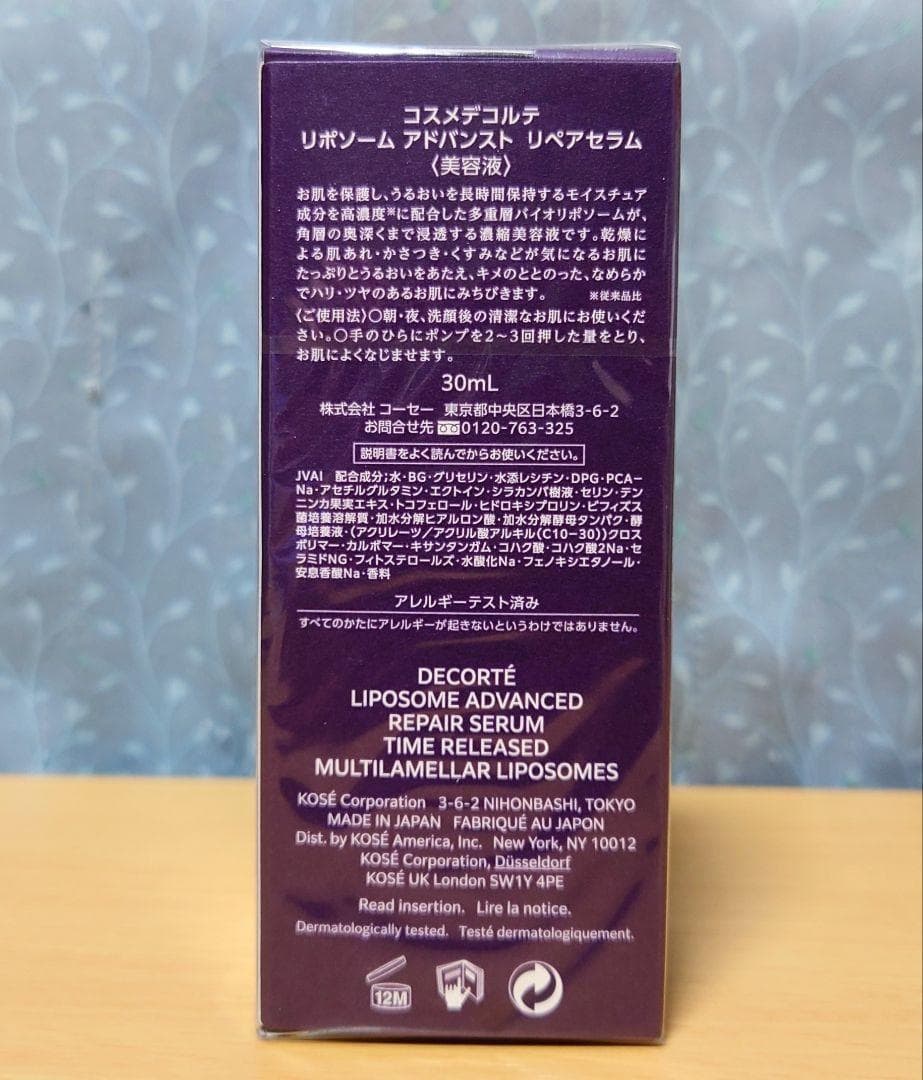 コスメデコルテ
リポソーム アドバンスト リペアセラム
〈美容液〉
お肌を保護し、うるおいを長時間保持するモイスチュア
成分を高濃度※に配合した多重層バイオリポソームが、
角層の奥深くまで浸透する濃縮美容液です。乾燥に
よる肌あれ・かさつき・くすみなどが気になるお肌に
たっぷりとうるおいをあたえ、キメのととのった、なめらか
でハリ・ツヤのあるお肌にみちびきます。 ※従来品比
〈ご使用法〉〇朝・夜、洗顔後の清潔なお肌にお使いくだ
さい。〇手のひらにポンプを2～3回押した量をとり、
お肌によくなじませます。
30mL
株式会社 コーセー 東京都中央区日本橋3-6-2
お問合せ先 0120-763-325
説明書をよく読んでからお使いください。
JVAI 配合成分;水・BG・グリセリン・水添レシチン・DPG・PCA-
Na・アセチルグルタミン・エクトイン・シラカンバ樹液・セリン・テン
ニンカ果実エキス・トコフェロール・ヒドロキシプロリン・ビフィズス
菌培養溶解質・加水分解ヒアルロン酸・加水分解酵母タンパク・酵
母培養液・(アクリレーツ/アクリル酸アルキル(C10-30))クロス
ポリマー・カルボマー・キサンタンガム・コハク酸・コハク酸2Na・セ
ラミドNG・フィトステロールズ・水酸化Na・フェノキシエタノール・
安息香酸Na・香料
アレルギーテスト済み
すべてのかたにアレルギーが起きないというわけではありません。
DECORTÉ
LIPOSOME ADVANCED
REPAIR SERUM
TIME RELEASED
MULTILAMELLAR LIPOSOMES
KOSÉ Corporation 3-6-2 NIHONBASHI, TOKYO
MADE IN JAPAN FABRIQUÉ AU JAPON
Dist. by KOSÉ America, Inc. New York, NY 10012
KOSÉ Corporation, Düsseldorf
KOSÉ UK London SW1Y 4PE
Read insertion. Lire la notice.
Dermatologically tested. Testé dermatologiquement.
12M